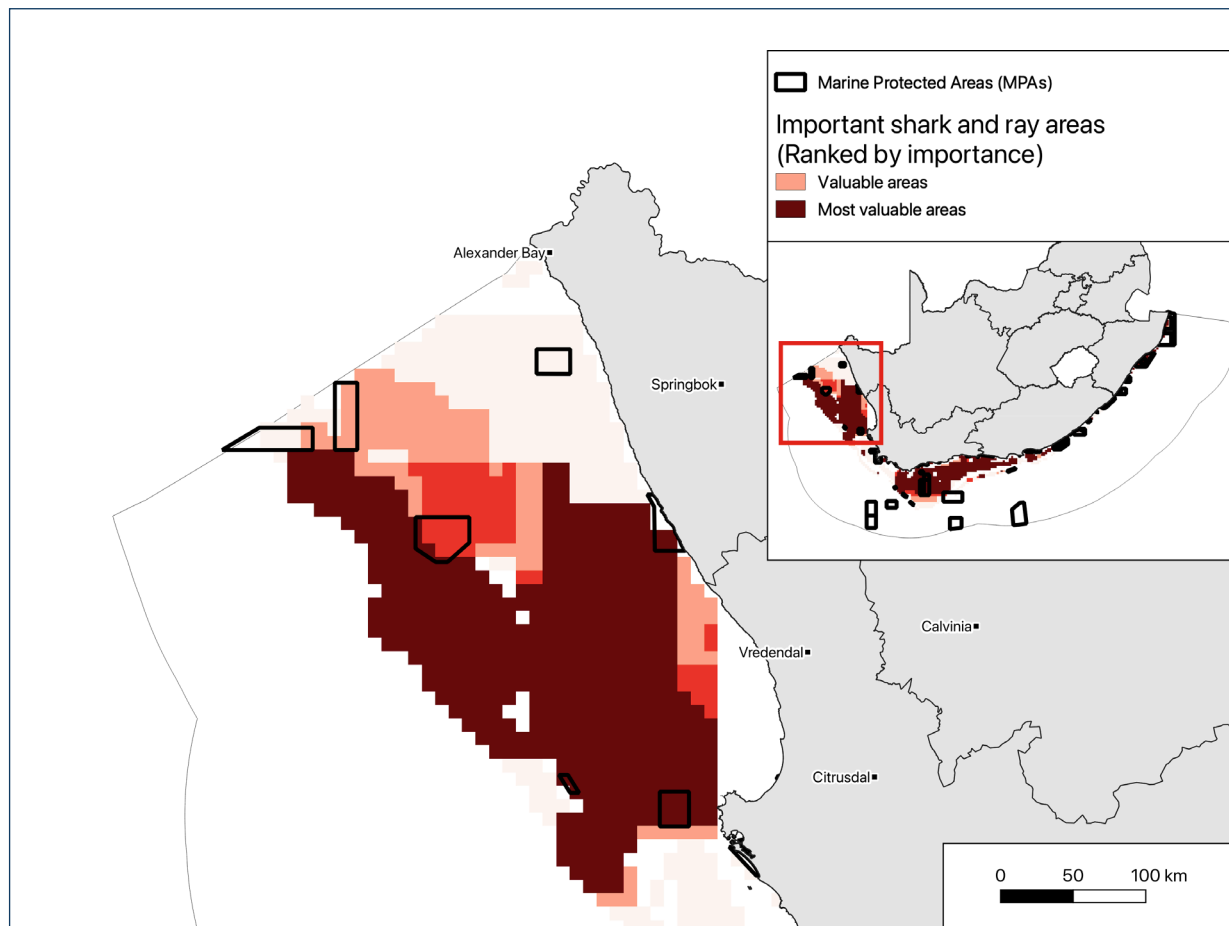 Marine Protected Areas (MPAs)
Important shark and ray areas
(Ranked by importance)
Valuable areas
Most valuable areas
Alexander Bay
Springbok
Calvinia
Vredendal
Citrusdal
0 50 100 km